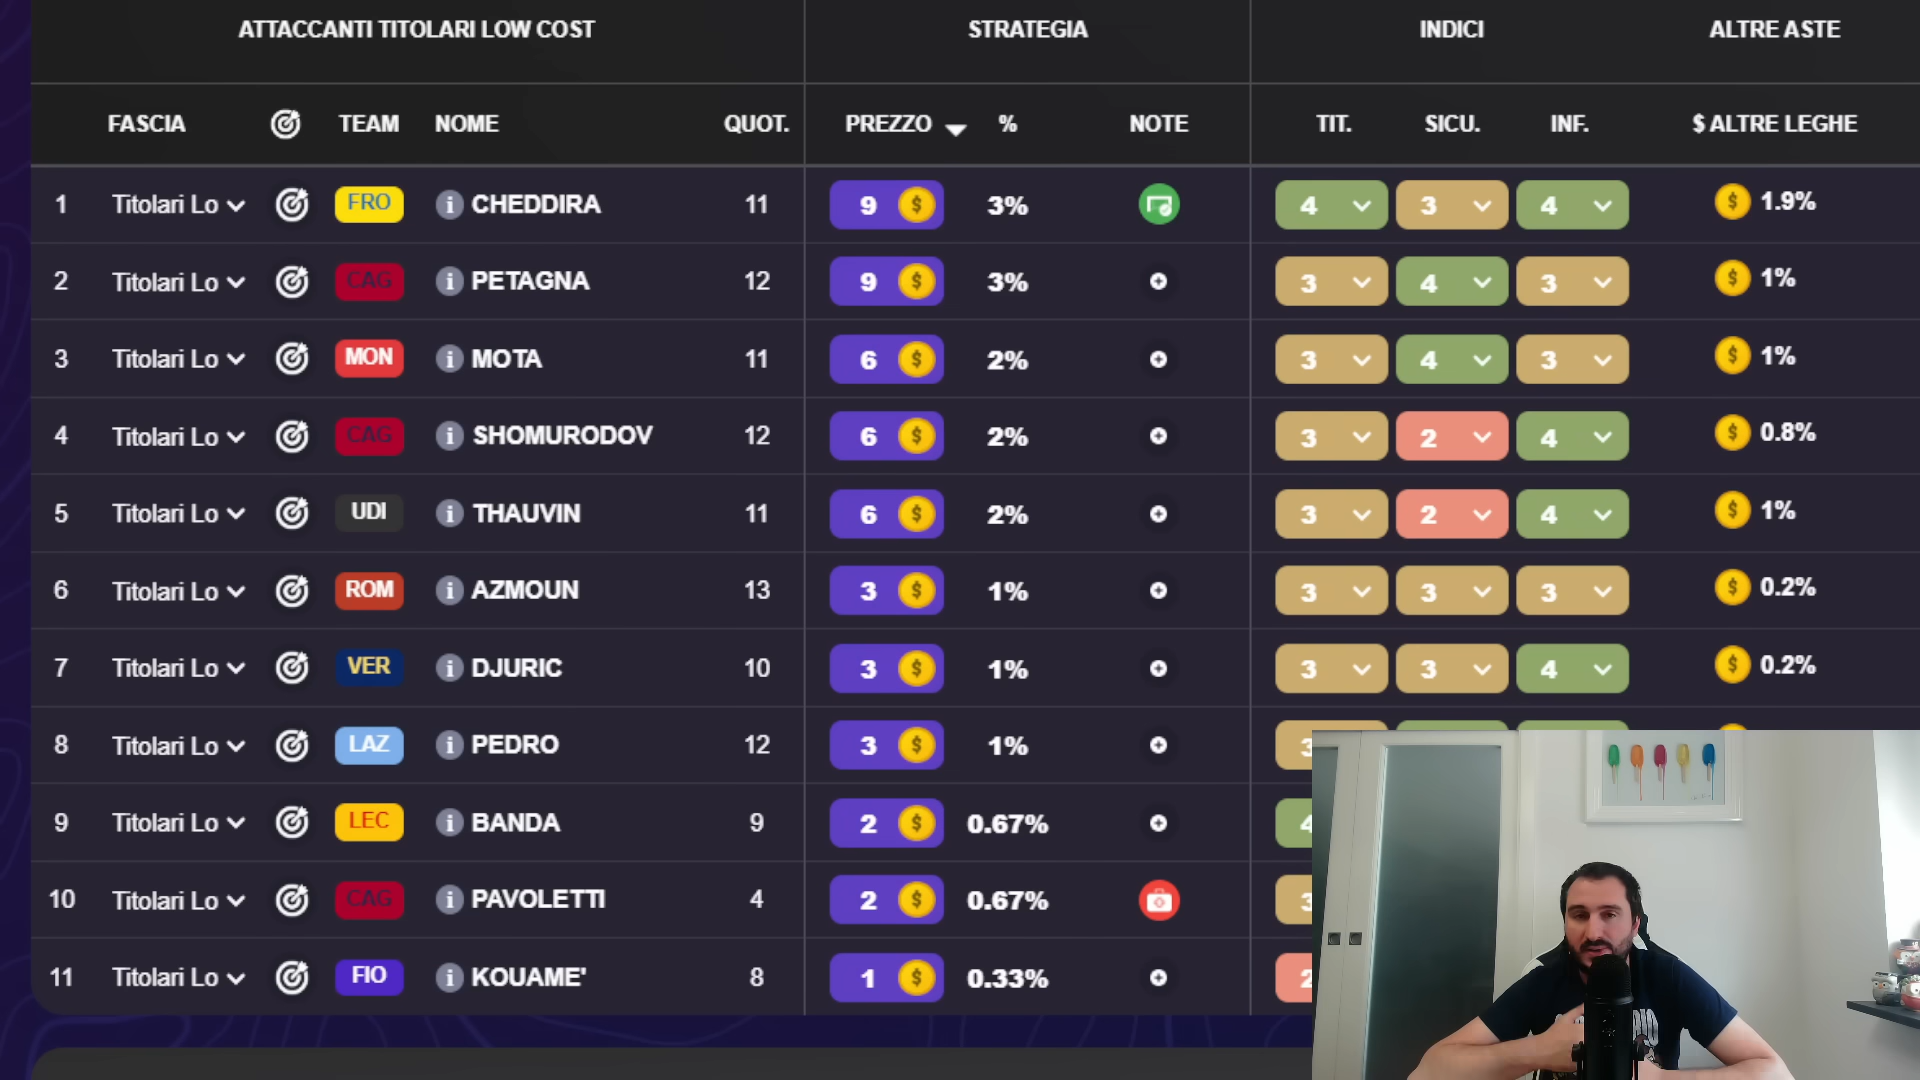 ATTACCANTI TITOLARI LOW COST STRATEGIA INDICI ALTRE ASTE
FASCIA TEAM NOME QUOT. PREZZO % NOTE TIT. SICU. INF. $ ALTRE LEGHE
1 Titolari Lo FRO i CHEDDIRA 11 9 $ 3% 4 3 4 $ 1.9%
2 Titolari Lo CAG i PETAGNA 12 9 $ 3% 3 4 3 $ 1%
3 Titolari Lo MON i MOTA 11 6 $ 2% 3 4 3 $ 1%
4 Titolari Lo CAG i SHOMURODOV 12 6 $ 2% 3 2 4 $ 0.8%
5 Titolari Lo UDI i THAUVIN 11 6 $ 2% 3 2 4 $ 1%
6 Titolari Lo ROM i AZMOUN 13 3 $ 1% 3 3 3 $ 0.2%
7 Titolari Lo VER i DJURIC 10 3 $ 1% 3 3 4 $ 0.2%
8 Titolari Lo LAZ i PEDRO 12 3 $ 1% 3
9 Titolari Lo LEC i BANDA 9 2 $ 0.67% 4
10 Titolari Lo CAG i PAVOLETTI 4 2 $ 0.67% 3
11 Titolari Lo FIO i KOUAME' 8 1 $ 0.33% 2